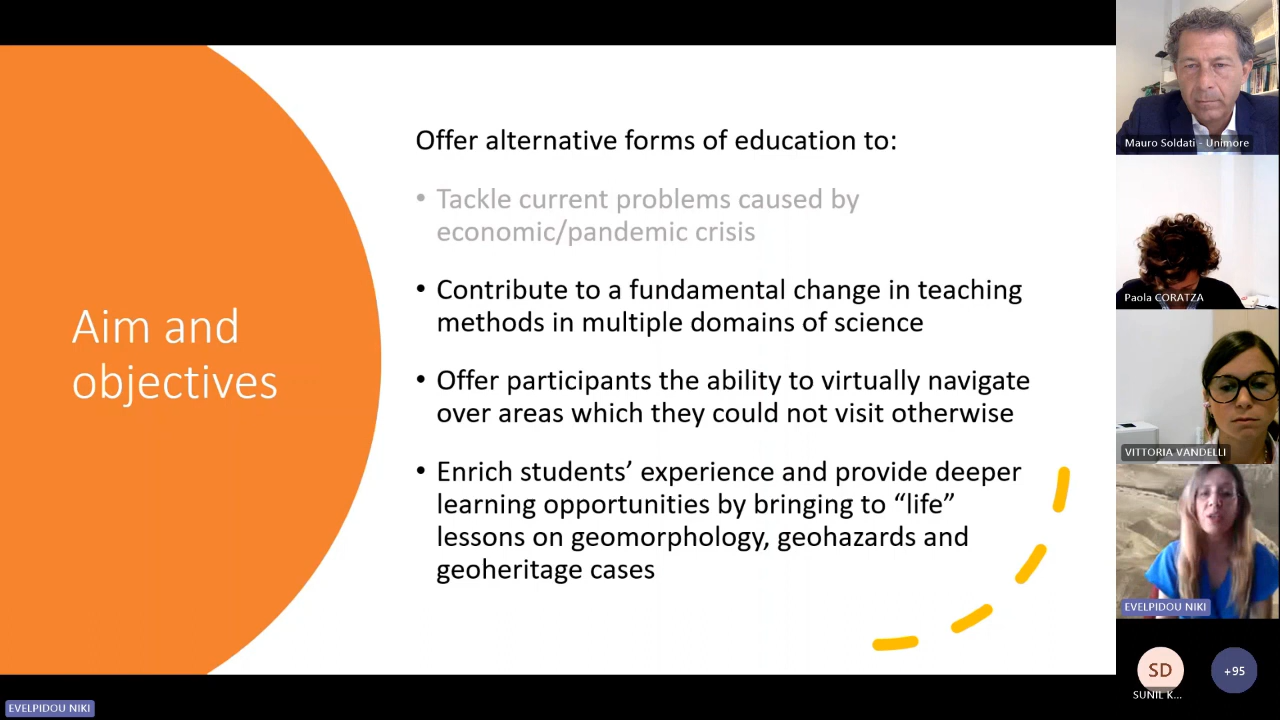 Aim and
objectives
Offer alternative forms of education to:
• Tackle current problems caused by
economic/pandemic crisis
• Contribute to a fundamental change in teaching
methods in multiple domains of science
• Offer participants the ability to virtually navigate
over areas which they could not visit otherwise
• Enrich students’ experience and provide deeper
learning opportunities by bringing to “life”
lessons on geomorphology, geohazards and
geoheritage cases
EVELPIDOU NIKI
Mauro Soldati - Unimore
Paola CORATZA
VITTORIA VANDELLI
EVELPIDOU NIKI
SD
SUNIL K...
+95